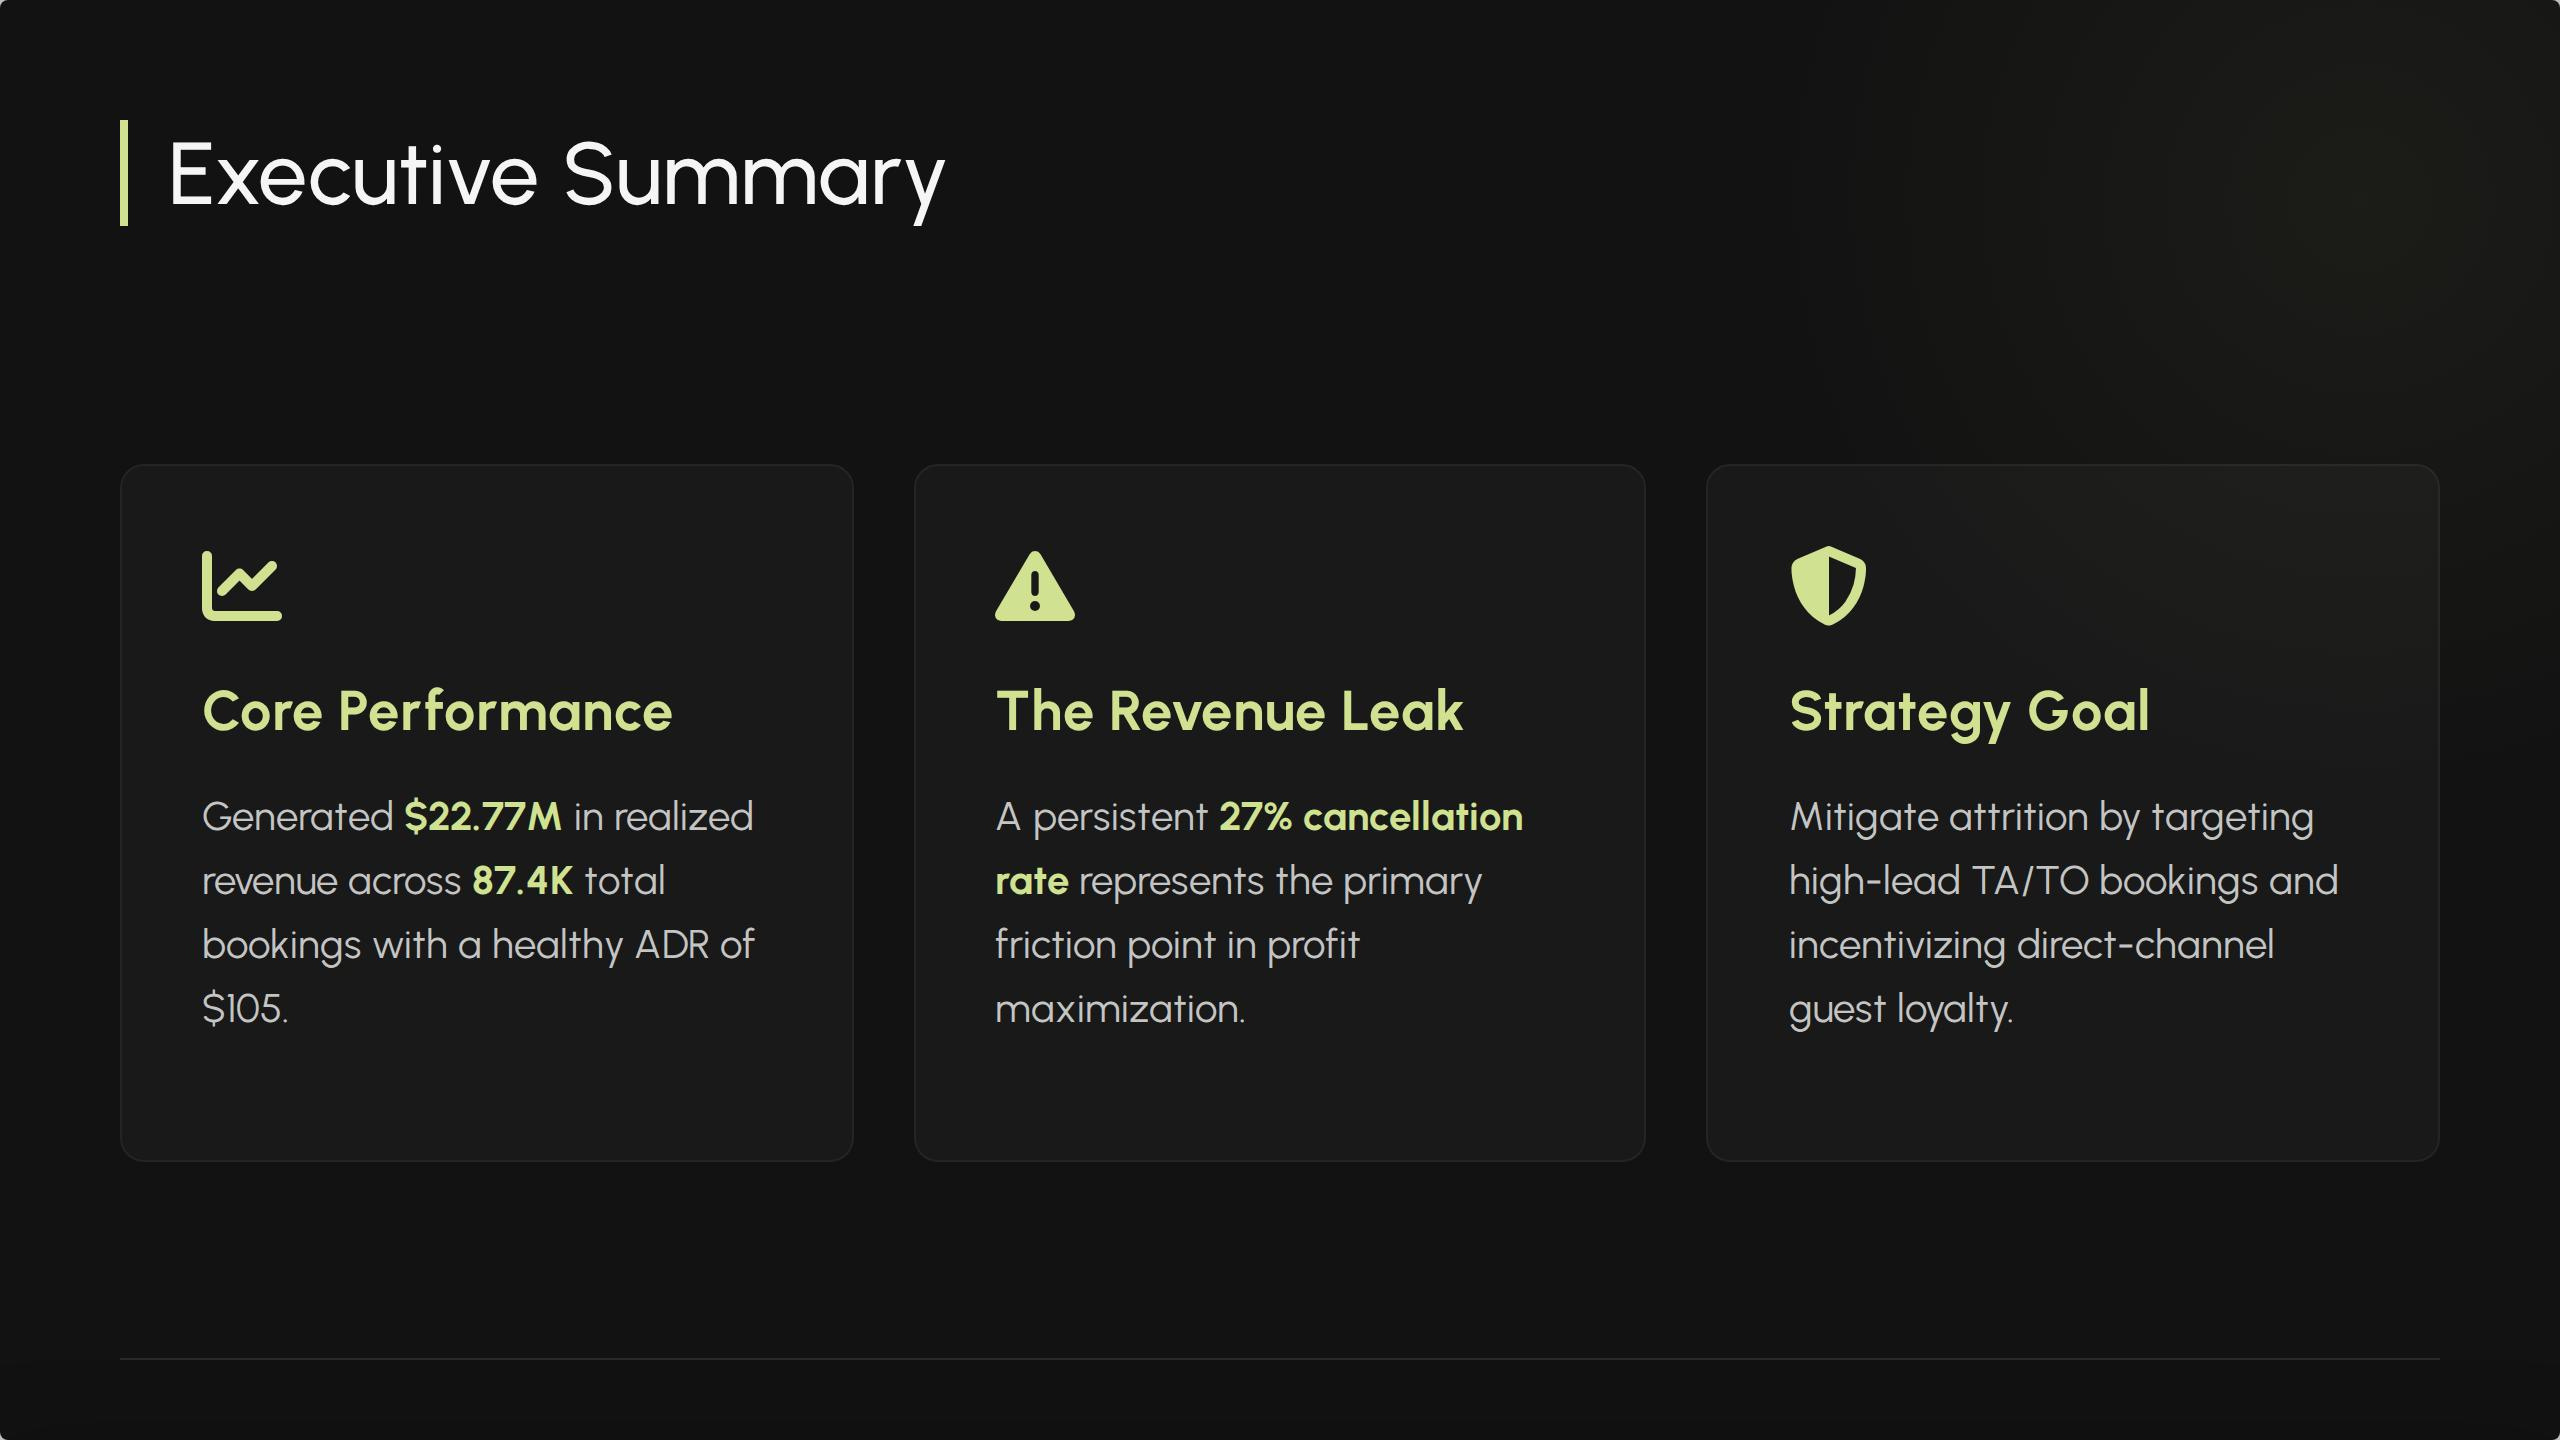 Executive Summary
Core Performance
Generated $22.77M in realized
revenue across 87.4K total
bookings with a healthy ADR of
$105.
The Revenue Leak
A persistent 27% cancellation
rate represents the primary
friction point in profit
maximization.
Strategy Goal
Mitigate attrition by targeting
high-lead TA/TO bookings and
incentivizing direct-channel
guest loyalty.